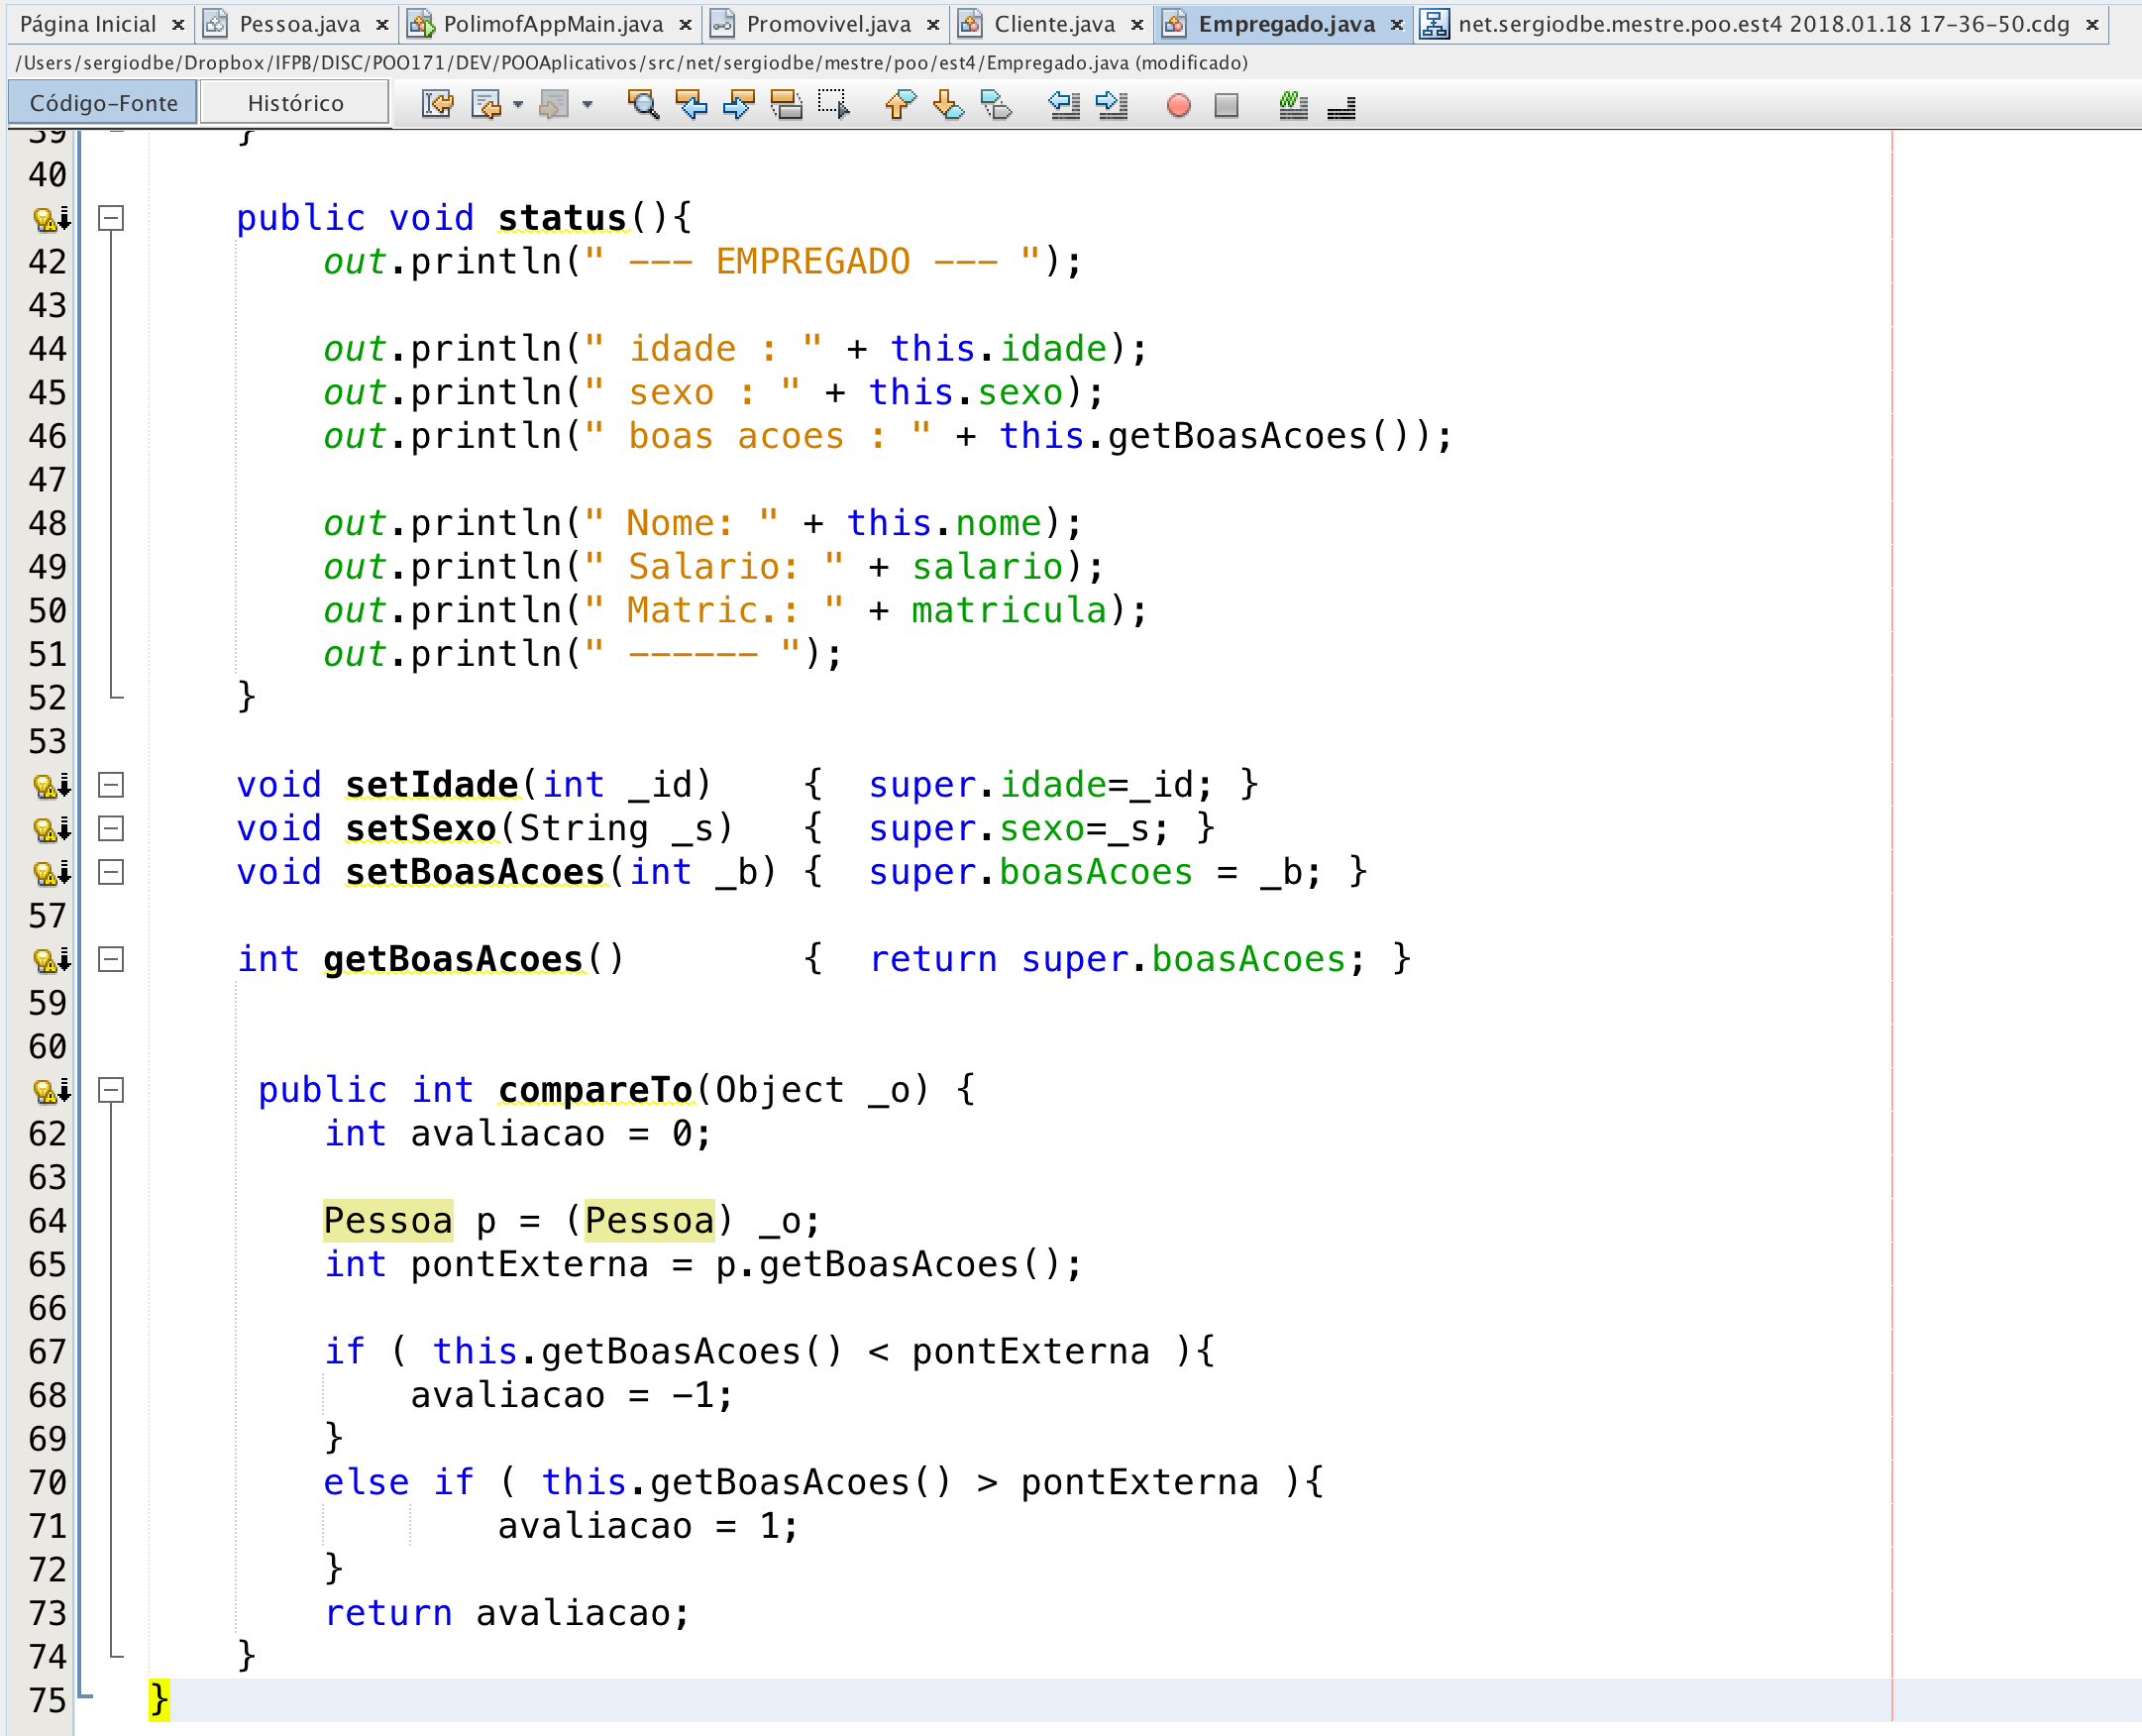 Página Inicial × Pessoa.java × PolimofAppMain.java × Promovivel.java × Cliente.java × Empregado.java × net.sergiodbe.mestre.poo.est4 2018.01.18 17-36-50.cdg ×
/Users/sergiodbe/Dropbox/IFPB/DISC/POO171/DEV/POOAplicativos/src/net/sergiodbe/mestre/poo/est4/Empregado.java (modificado)
Código-Fonte Histórico
39     }
40
    public void status(){
42         out.println(" --- EMPREGADO --- ");
43
44         out.println(" idade : " + this.idade);
45         out.println(" sexo : " + this.sexo);
46         out.println(" boas acoes : " + this.getBoasAcoes());
47
48         out.println(" Nome: " + this.nome);
49         out.println(" Salario: " + salario);
50         out.println(" Matric.: " + matricula);
51         out.println(" ------ ");
52     }
53
    void setIdade(int _id)    {  super.idade=_id; }
    void setSexo(String _s)   {  super.sexo=_s; }
    void setBoasAcoes(int _b) {  super.boasAcoes = _b; }
57
    int getBoasAcoes()        {  return super.boasAcoes; }
59
60
     public int compareTo(Object _o) {
62         int avaliacao = 0;
63
64         Pessoa p = (Pessoa) _o;
65         int pontExterna = p.getBoasAcoes();
66
67         if ( this.getBoasAcoes() < pontExterna ){
68             avaliacao = -1;
69         }
70         else if ( this.getBoasAcoes() > pontExterna ){
71                 avaliacao = 1;
72         }
73         return avaliacao;
74     }
75 }